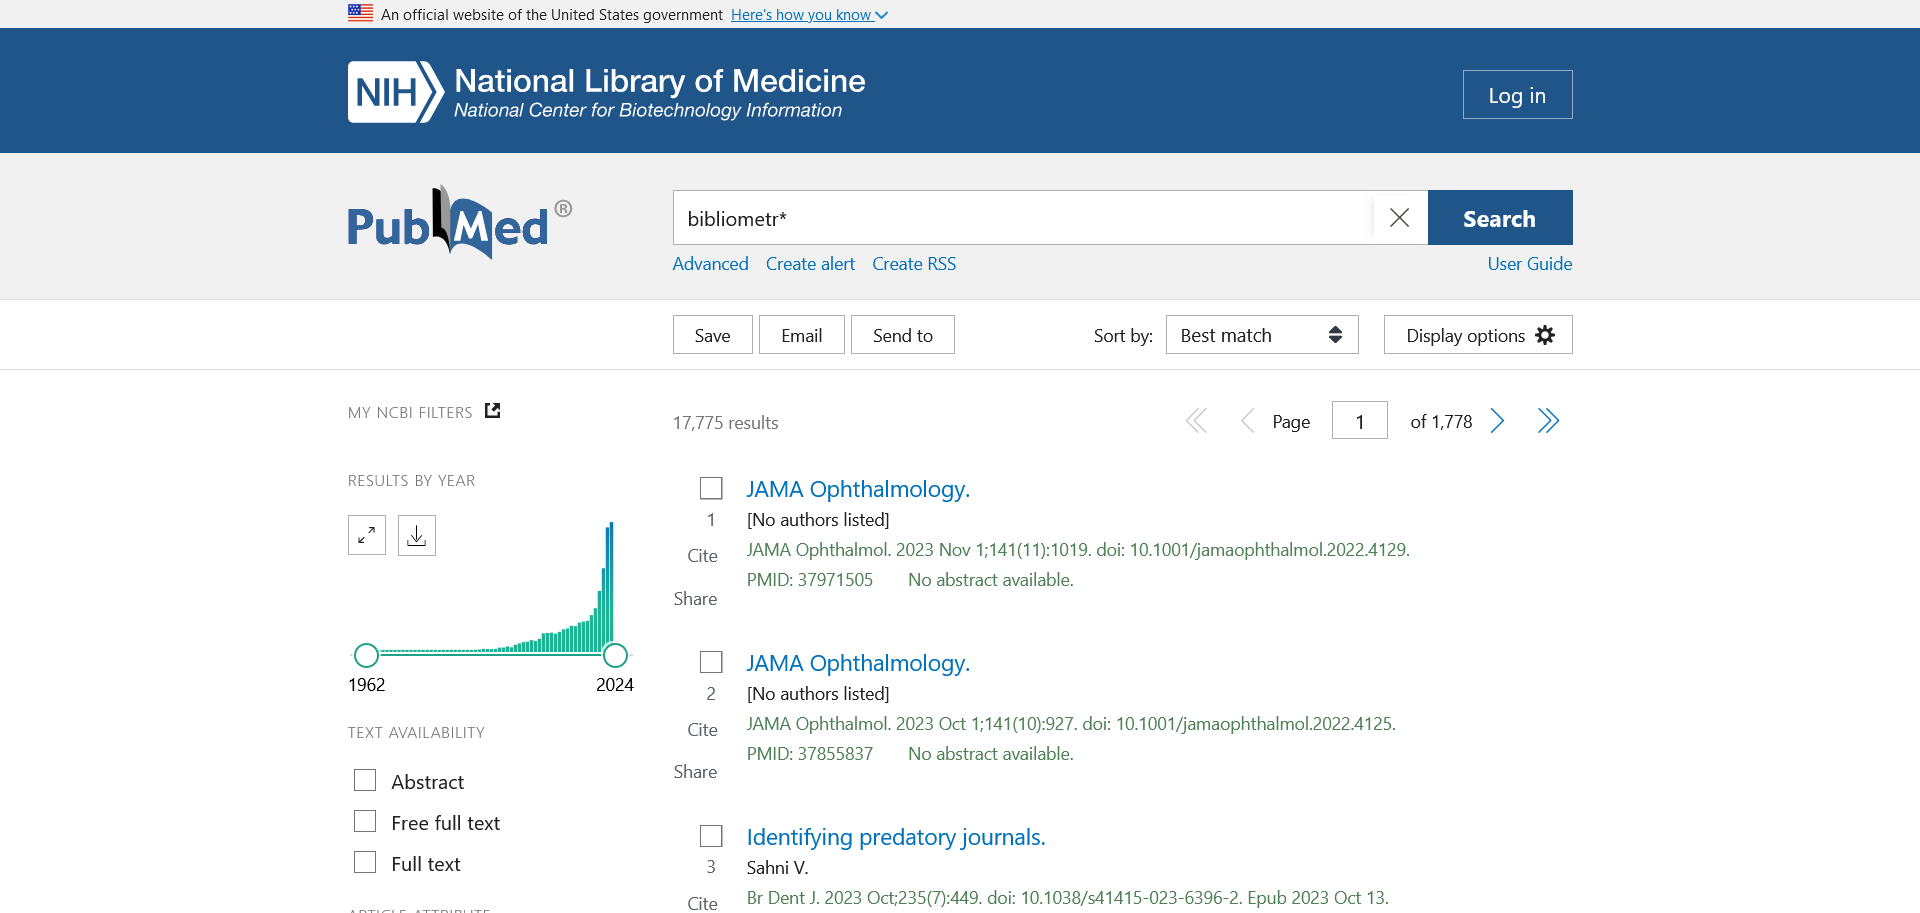 An official website of the United States government Here's how you know
NIH National Library of Medicine
National Center for Biotechnology Information
Log in
PubMed®
bibliometr*
Search
Advanced Create alert Create RSS User Guide
Save Email Send to Sort by: Best match Display options
MY NCBI FILTERS
17,775 results Page 1 of 1,778
RESULTS BY YEAR
1962 2024
TEXT AVAILABILITY
Abstract
Free full text
Full text
ARTICLE ATTRIBUTE
JAMA Ophthalmology.
1 [No authors listed]
Cite JAMA Ophthalmol. 2023 Nov 1;141(11):1019. doi: 10.1001/jamaophthalmol.2022.4129.
PMID: 37971505 No abstract available.
Share
JAMA Ophthalmology.
2 [No authors listed]
Cite JAMA Ophthalmol. 2023 Oct 1;141(10):927. doi: 10.1001/jamaophthalmol.2022.4125.
PMID: 37855837 No abstract available.
Share
Identifying predatory journals.
3 Sahni V.
Cite Br Dent J. 2023 Oct;235(7):449. doi: 10.1038/s41415-023-6396-2. Epub 2023 Oct 13.